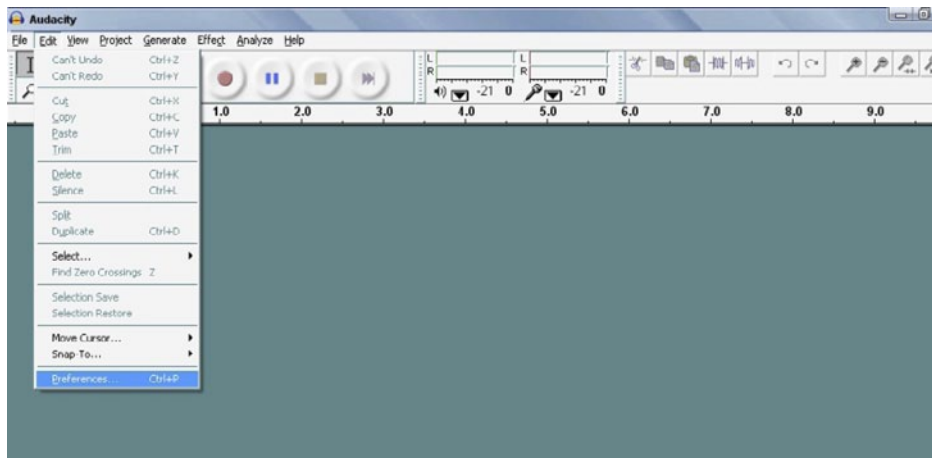 Audacity
File Edit View Project Generate Effect Analyze Help
Can't Undo Ctrl+Z
Can't Redo Ctrl+Y
Cut Ctrl+X
Copy Ctrl+C
Paste Ctrl+V
Trim Ctrl+T
Delete Ctrl+K
Silence Ctrl+L
Split
Duplicate Ctrl+D
Select...
Find Zero Crossings Z
Selection Save
Selection Restore
Move Cursor...
Snap-To...
Preferences... Ctrl+P
L L
R R
-21 0 -21 0
1.0 2.0 3.0 4.0 5.0 6.0 7.0 8.0 9.0